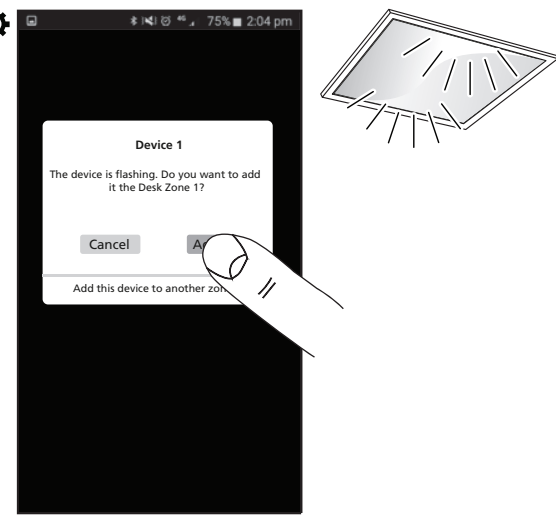 4G 75% 2:04 pm
Device 1
The device is flashing. Do you want to add
it the Desk Zone 1?
Cancel
Add this device to another